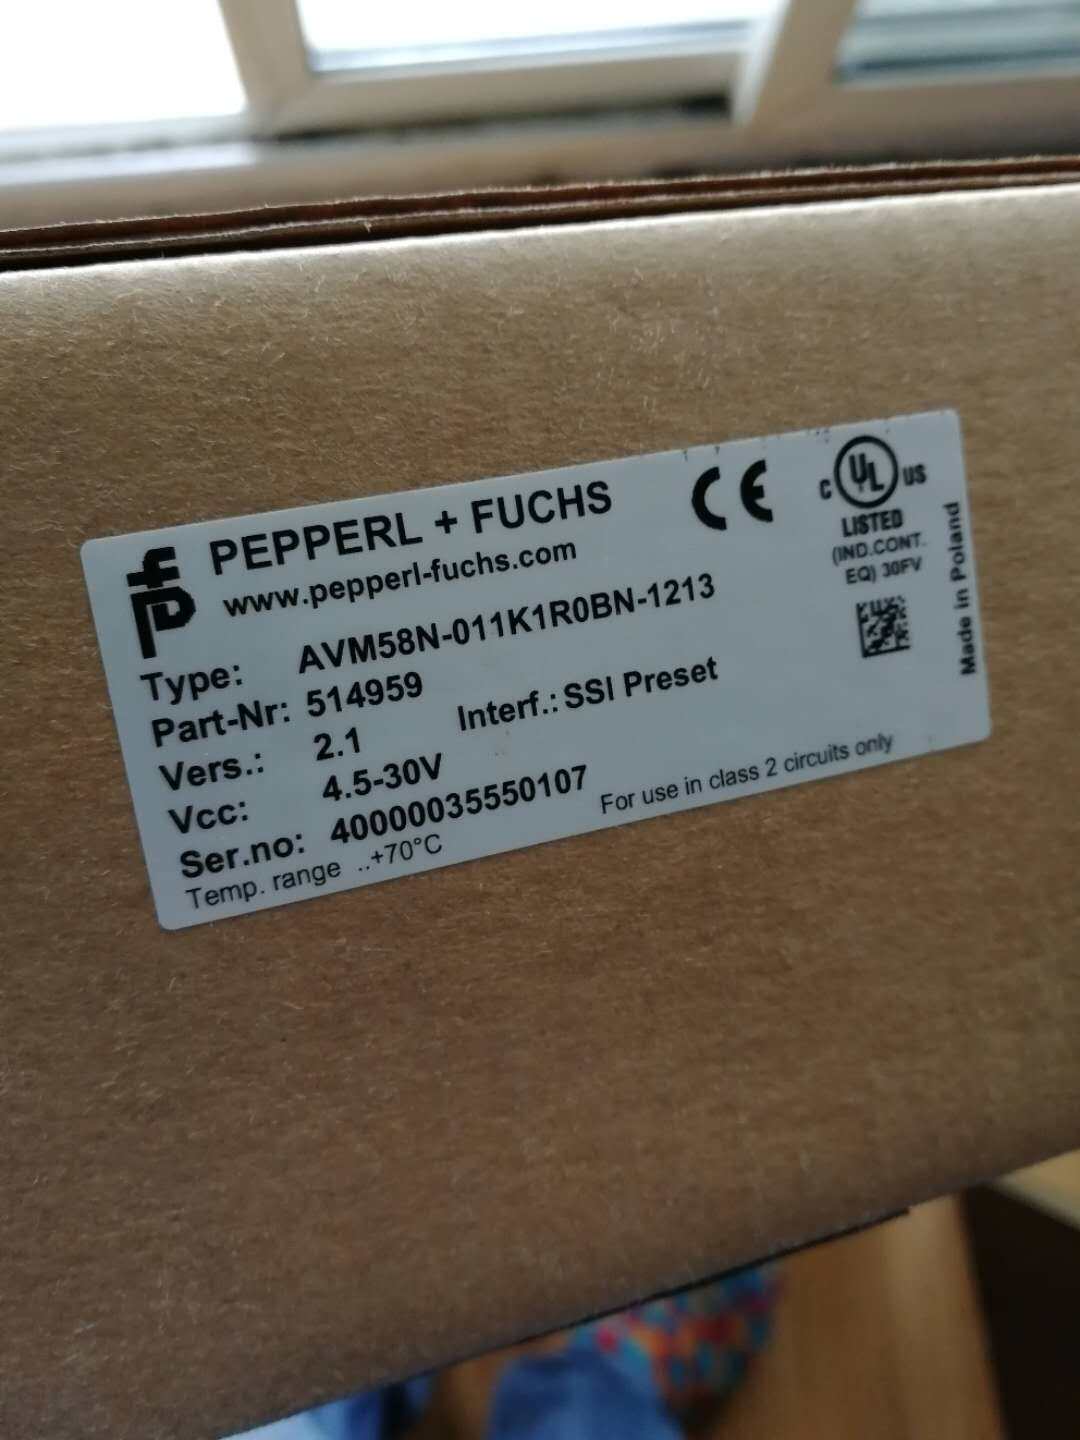 PEPPERL + FUCHS
www.pepperl-fuchs.com
CE
C UL US
LISTED
(IND.CONT.
EQ) 30FV
Made in Poland
Type: AVM58N-011K1R0BN-1213
Part-Nr: 514959
Vers.: 2.1 Interf.: SSI Preset
Vcc: 4.5-30V
Ser.no: 40000035550107
Temp. range ..+70°C For use in class 2 circuits only